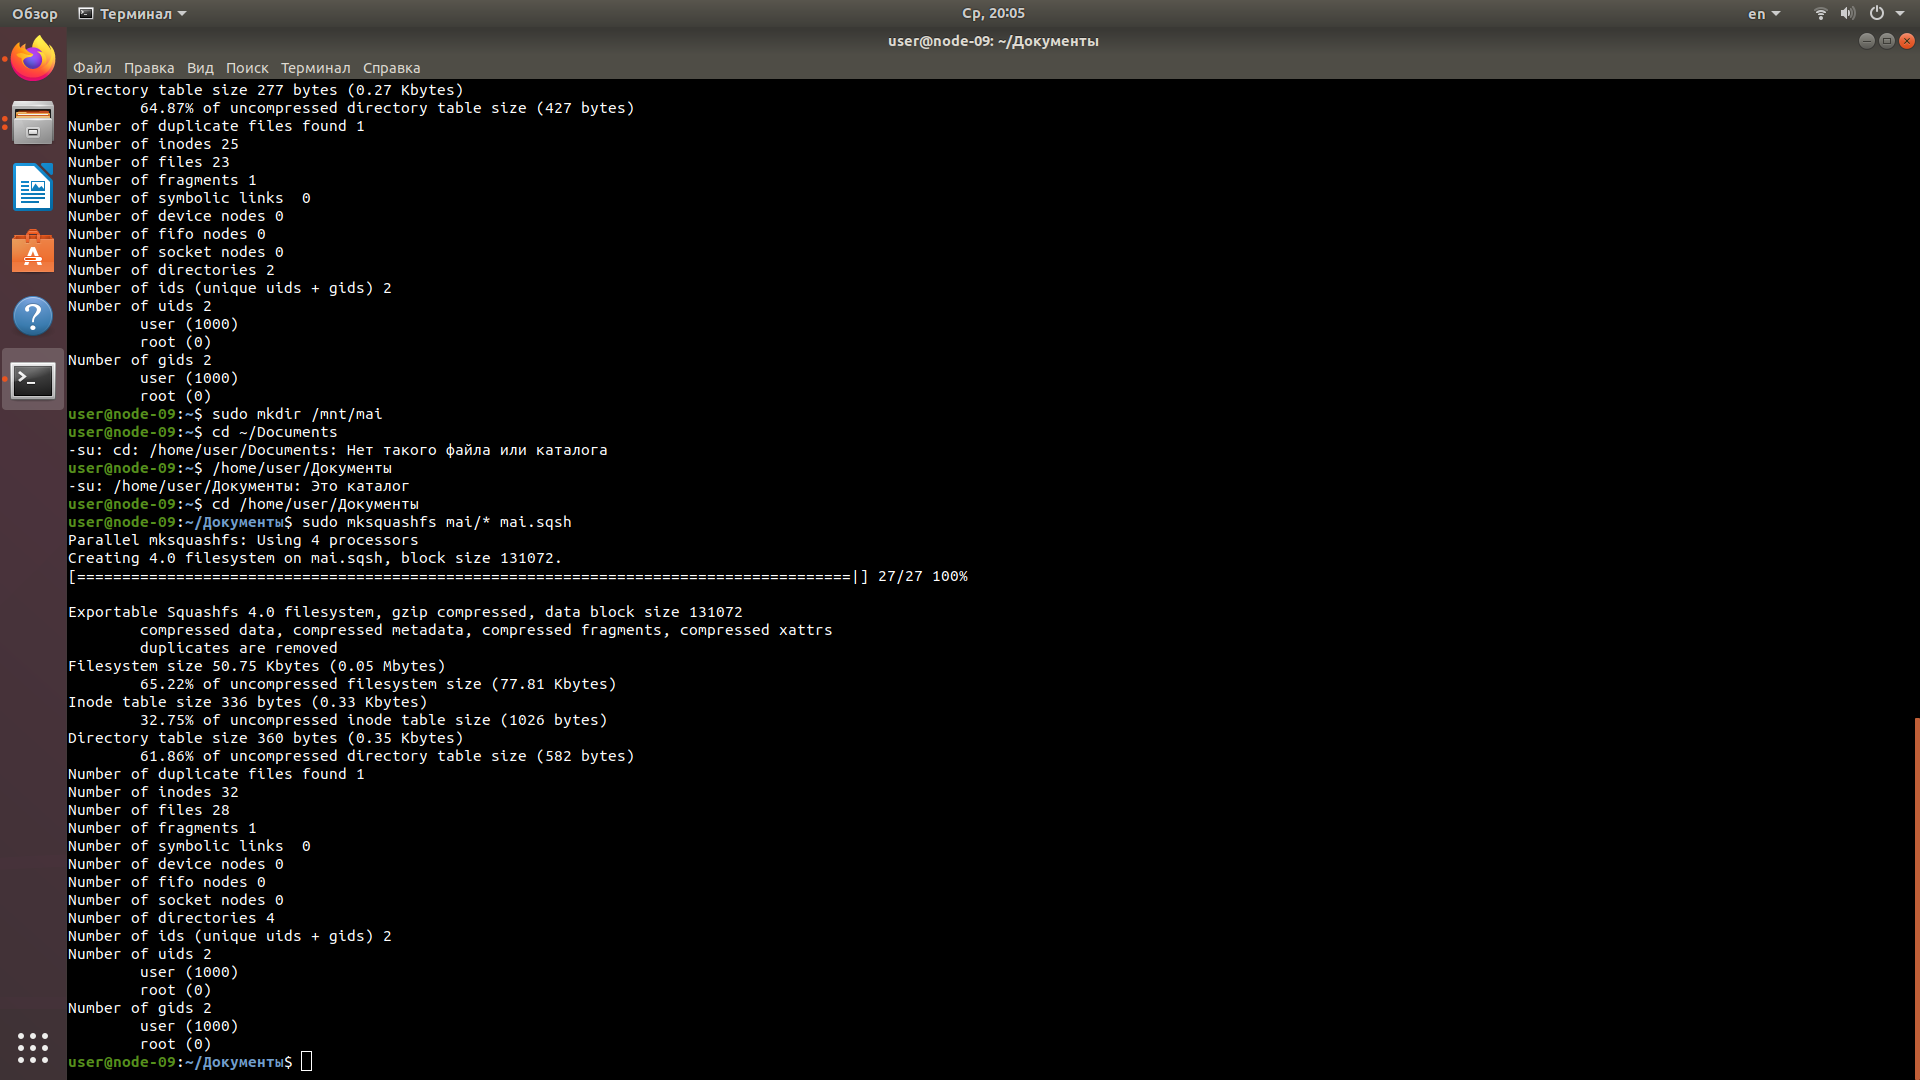 Обзор Терминал Ср, 20:05 en
user@node-09: ~/Документы
Файл Правка Вид Поиск Терминал Справка
Directory table size 277 bytes (0.27 Kbytes)
64.87% of uncompressed directory table size (427 bytes)
Number of duplicate files found 1
Number of inodes 25
Number of files 23
Number of fragments 1
Number of symbolic links  0
Number of device nodes 0
Number of fifo nodes 0
Number of socket nodes 0
Number of directories 2
Number of ids (unique uids + gids) 2
Number of uids 2
user (1000)
root (0)
Number of gids 2
user (1000)
root (0)
user@node-09:~$ sudo mkdir /mnt/mai
user@node-09:~$ cd ~/Documents
-su: cd: /home/user/Documents: Нет такого файла или каталога
user@node-09:~$ /home/user/Документы
-su: /home/user/Документы: Это каталог
user@node-09:~$ cd /home/user/Документы
user@node-09:~/Документы$ sudo mksquashfs mai/* mai.sqsh
Parallel mksquashfs: Using 4 processors
Creating 4.0 filesystem on mai.sqsh, block size 131072.
[======================================================================================|] 27/27 100%
Exportable Squashfs 4.0 filesystem, gzip compressed, data block size 131072
compressed data, compressed metadata, compressed fragments, compressed xattrs
duplicates are removed
Filesystem size 50.75 Kbytes (0.05 Mbytes)
65.22% of uncompressed filesystem size (77.81 Kbytes)
Inode table size 336 bytes (0.33 Kbytes)
32.75% of uncompressed inode table size (1026 bytes)
Directory table size 360 bytes (0.35 Kbytes)
61.86% of uncompressed directory table size (582 bytes)
Number of duplicate files found 1
Number of inodes 32
Number of files 28
Number of fragments 1
Number of symbolic links  0
Number of device nodes 0
Number of fifo nodes 0
Number of socket nodes 0
Number of directories 4
Number of ids (unique uids + gids) 2
Number of uids 2
user (1000)
root (0)
Number of gids 2
user (1000)
root (0)
user@node-09:~/Документы$